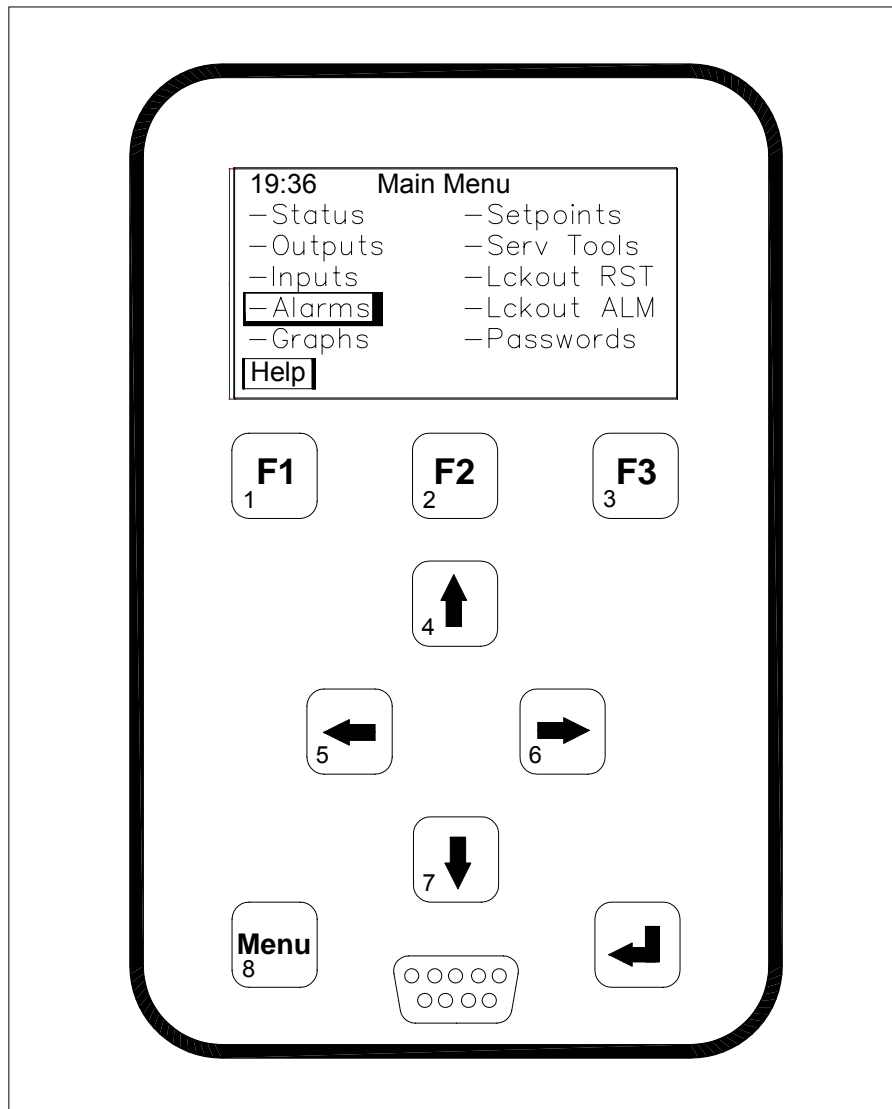 19:36 Main Menu
-Status -Setpoints
-Outputs -Serv Tools
-Inputs -Lckout RST
-Alarms -Lckout ALM
-Graphs -Passwords
Help
F1 F2 F3
1 2 3
4
5 6
7
Menu
8